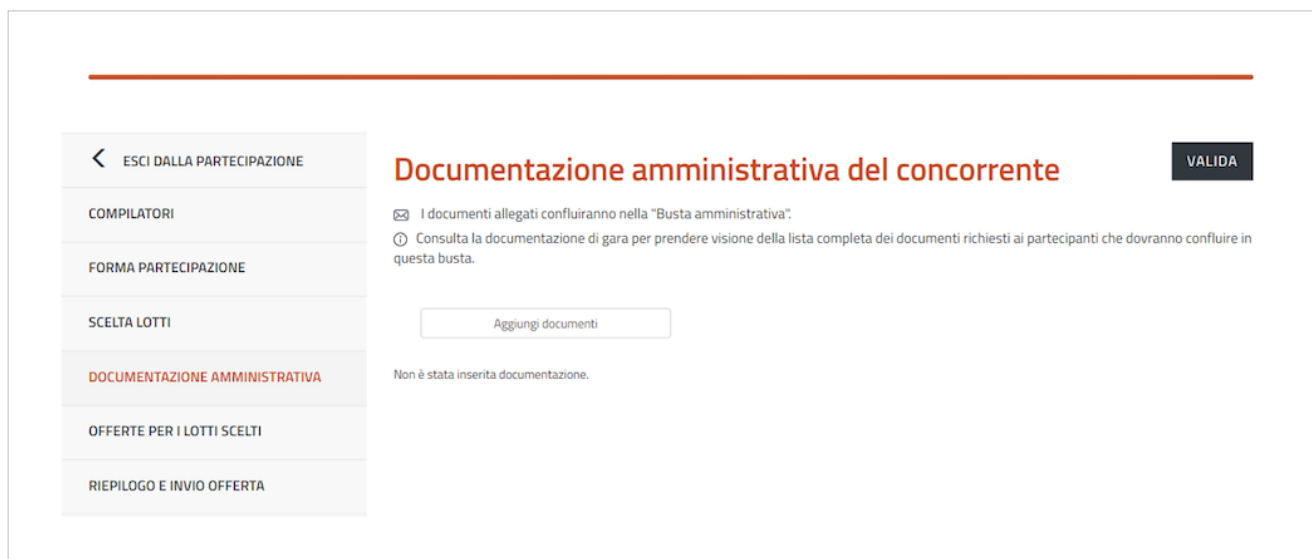 ESCI DALLA PARTECIPAZIONE
COMPILATORI
FORMA PARTECIPAZIONE
SCELTA LOTTI
DOCUMENTAZIONE AMMINISTRATIVA
OFFERTE PER I LOTTI SCELTI
RIEPILOGO E INVIO OFFERTA
Documentazione amministrativa del concorrente
VALIDA
I documenti allegati confluiranno nella "Busta amministrativa".
Consulta la documentazione di gara per prendere visione della lista completa dei documenti richiesti ai partecipanti che dovranno confluire in
questa busta.
Aggiungi documenti
Non è stata inserita documentazione.